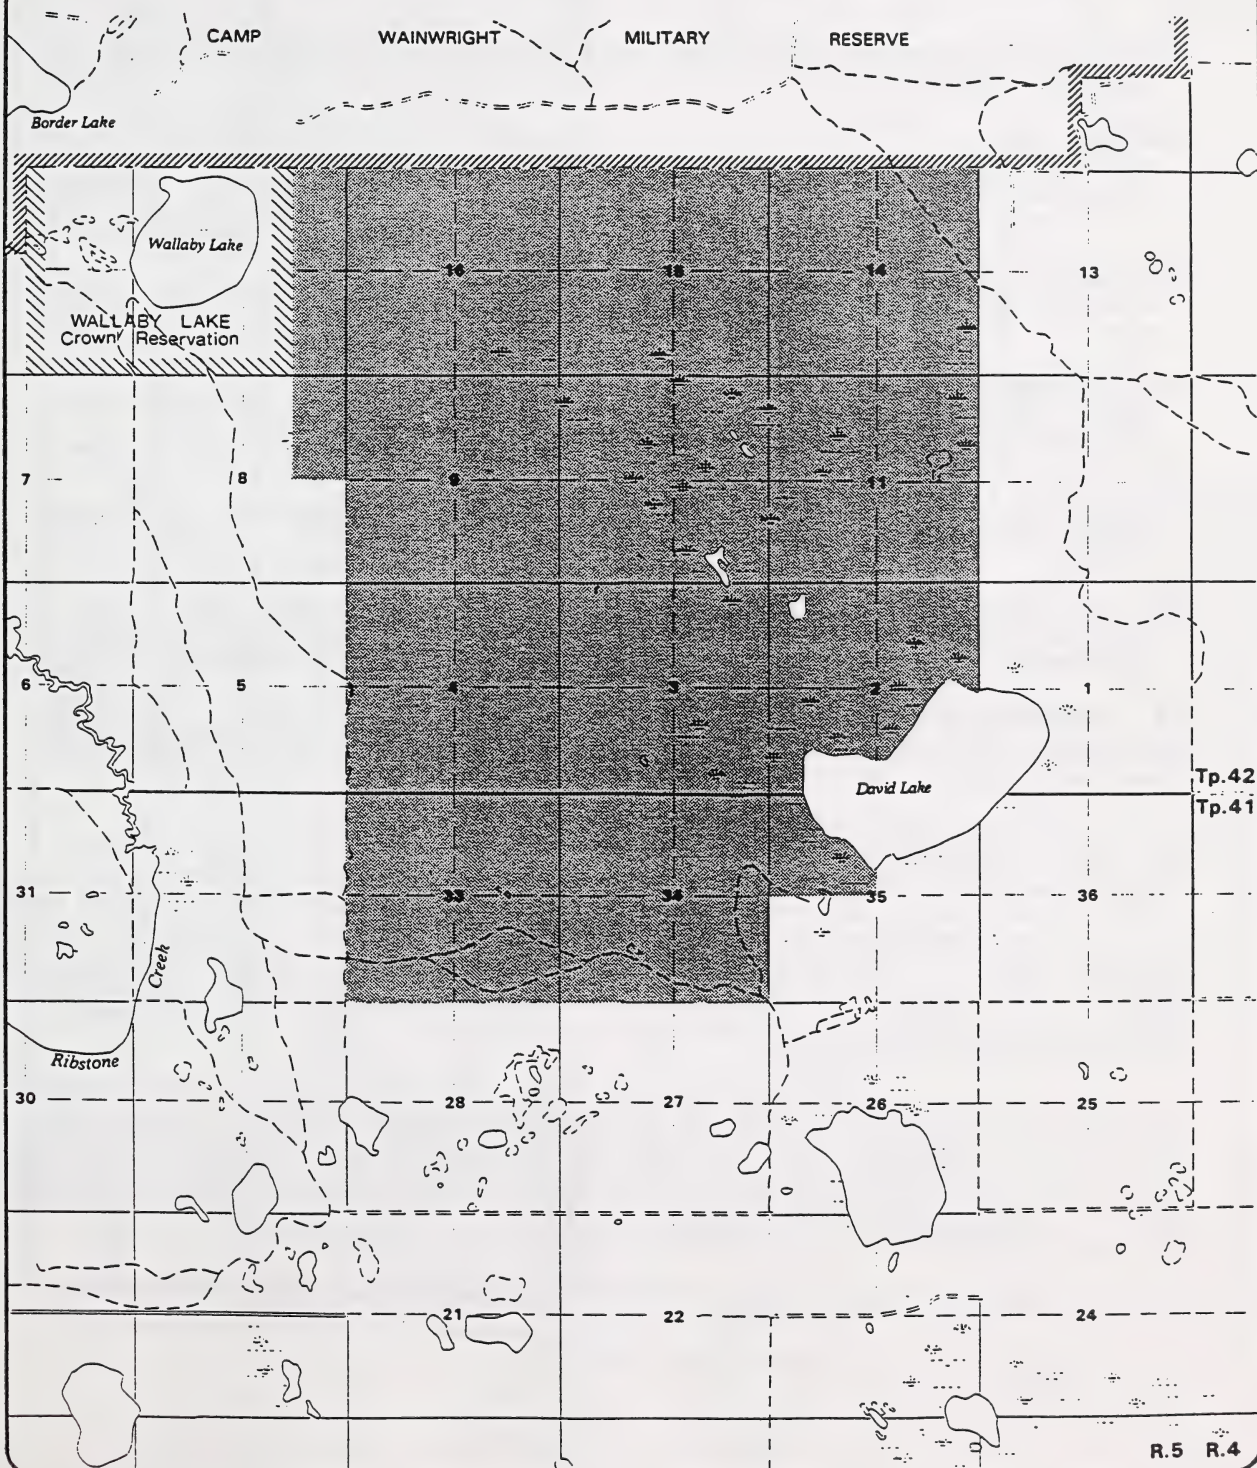 CAMP WAINWRIGHT MILITARY RESERVE
Border Lake
Wallaby Lake
16 15 14 13
WALLABY LAKE
Crown Reservation
7 8 9 11
6 5 4 3 2 1
Tp.42
David Lake
Tp.41
31 33 34 35 36
Creek
Ribstone
30 28 27 26 25
21 22 24
R.5 R.4